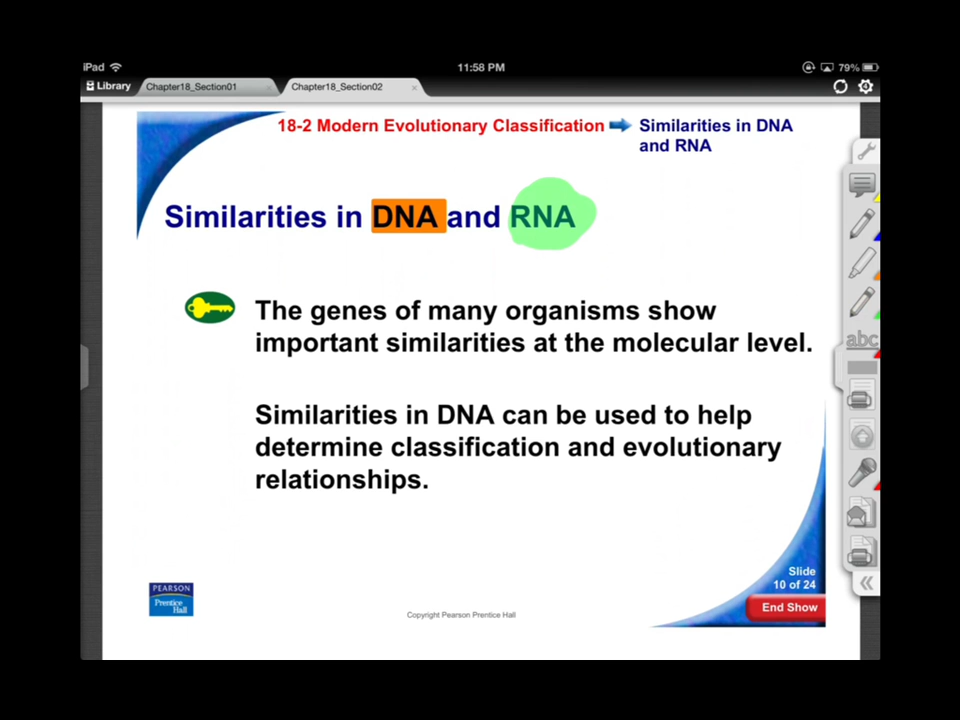 iPad
11:58 PM
79%
Library
Chapter18_Section01
Chapter18_Section02
18-2 Modern Evolutionary Classification
Similarities in DNA
and RNA
Similarities in DNA and RNA
The genes of many organisms show
important similarities at the molecular level.
Similarities in DNA can be used to help
determine classification and evolutionary
relationships.
abc
Slide
10 of 24
End Show
PEARSON
Prentice
Hall
Copyright Pearson Prentice Hall